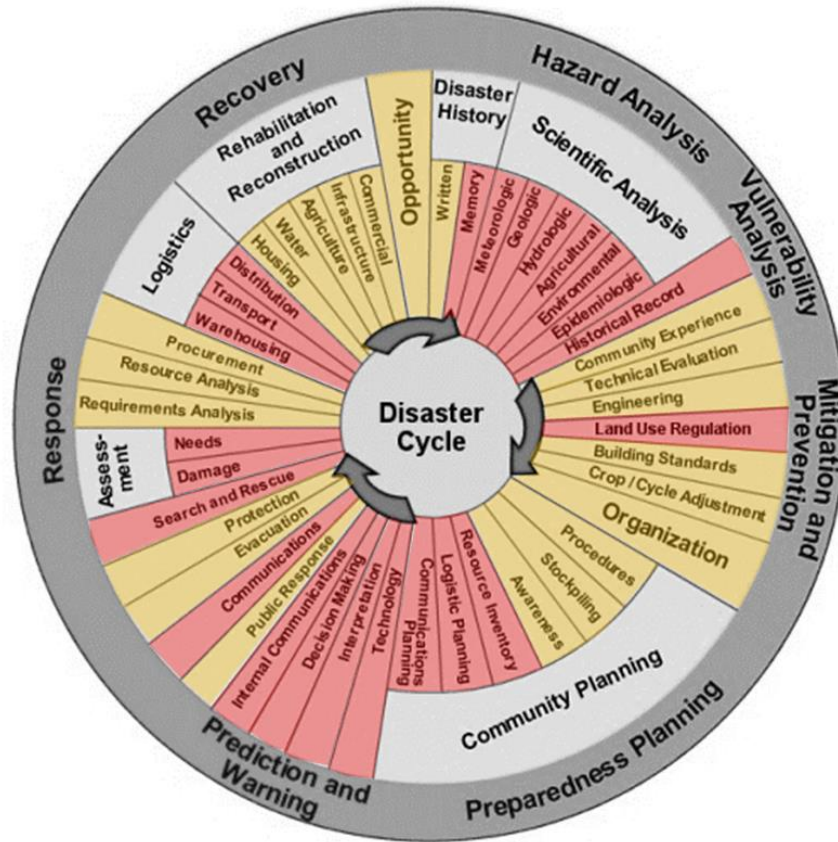 Disaster
Cycle
Recovery
Hazard Analysis
Vulnerability
Analysis
Mitigation and
Prevention
Preparedness Planning
Prediction and
Warning
Response
Opportunity
Disaster
History
Written
Memory
Scientific Analysis
Meteorologic
Geologic
Hydrologic
Agricultural
Environmental
Epidemiologic
Historical Record
Community Experience
Technical Evaluation
Engineering
Land Use Regulation
Building Standards
Crop / Cycle Adjustment
Organization
Community Planning
Procedures
Stockpiling
Awareness
Resource Inventory
Logistic Planning
Communications
Planning
Technology
Interpretation
Decision Making
Internal Communications
Public Response
Communications
Evacuation
Protection
Search and Rescue
Assess-
ment
Damage
Needs
Requirements Analysis
Resource Analysis
Procurement
Logistics
Warehousing
Transport
Distribution
Rehabilitation
and
Reconstruction
Housing
Water
Agriculture
Infrastructure
Commercial